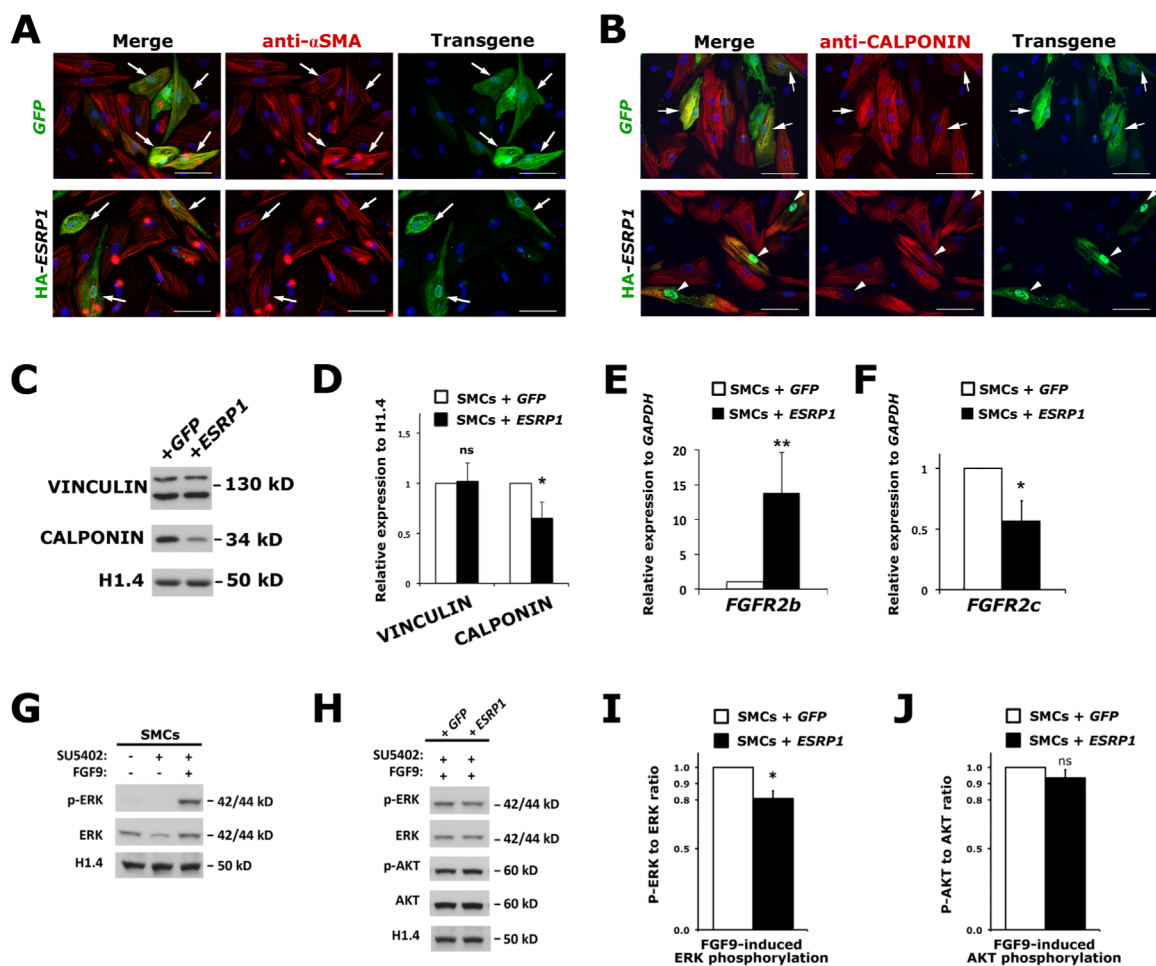 A
Merge
anti-αSMA
Transgene
GFP
HA-ESRP1
B
Merge
anti-CALPONIN
Transgene
GFP
HA-ESRP1
C
+GFP
+ESRP1
VINCULIN
- 130 kD
CALPONIN
- 34 kD
H1.4
- 50 kD
D
SMCs + GFP
SMCs + ESRP1
Relative expression to H1.4
1.5
1
0.5
0
ns
*
VINCULIN
CALPONIN
E
SMCs + GFP
SMCs + ESRP1
Relative expression to GAPDH
20
15
10
5
0
**
FGFR2b
F
SMCs + GFP
SMCs + ESRP1
Relative expression to GAPDH
1
0.5
0
*
FGFR2c
G
SMCs
SU5402: - + +
FGF9: - - +
p-ERK – 42/44 kD
ERK – 42/44 kD
H1.4 – 50 kD
H
+ GFP
+ ESRP1
SU5402: + +
FGF9: + +
p-ERK – 42/44 kD
ERK – 42/44 kD
p-AKT – 60 kD
AKT – 60 kD
H1.4 – 50 kD
I
SMCs + GFP
SMCs + ESRP1
P-ERK to ERK ratio
1.0
0.8
0.5
0.0
*
FGF9-induced
ERK phosphorylation
J
SMCs + GFP
SMCs + ESRP1
P-AKT to AKT ratio
1.0
0.8
0.5
0.0
ns
FGF9-induced
AKT phosphorylation